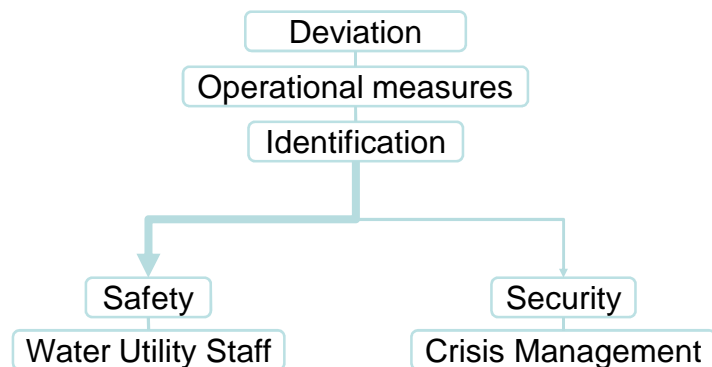 Deviation
Operational measures
Identification
Safety
Security
Water Utility Staff
Crisis Management